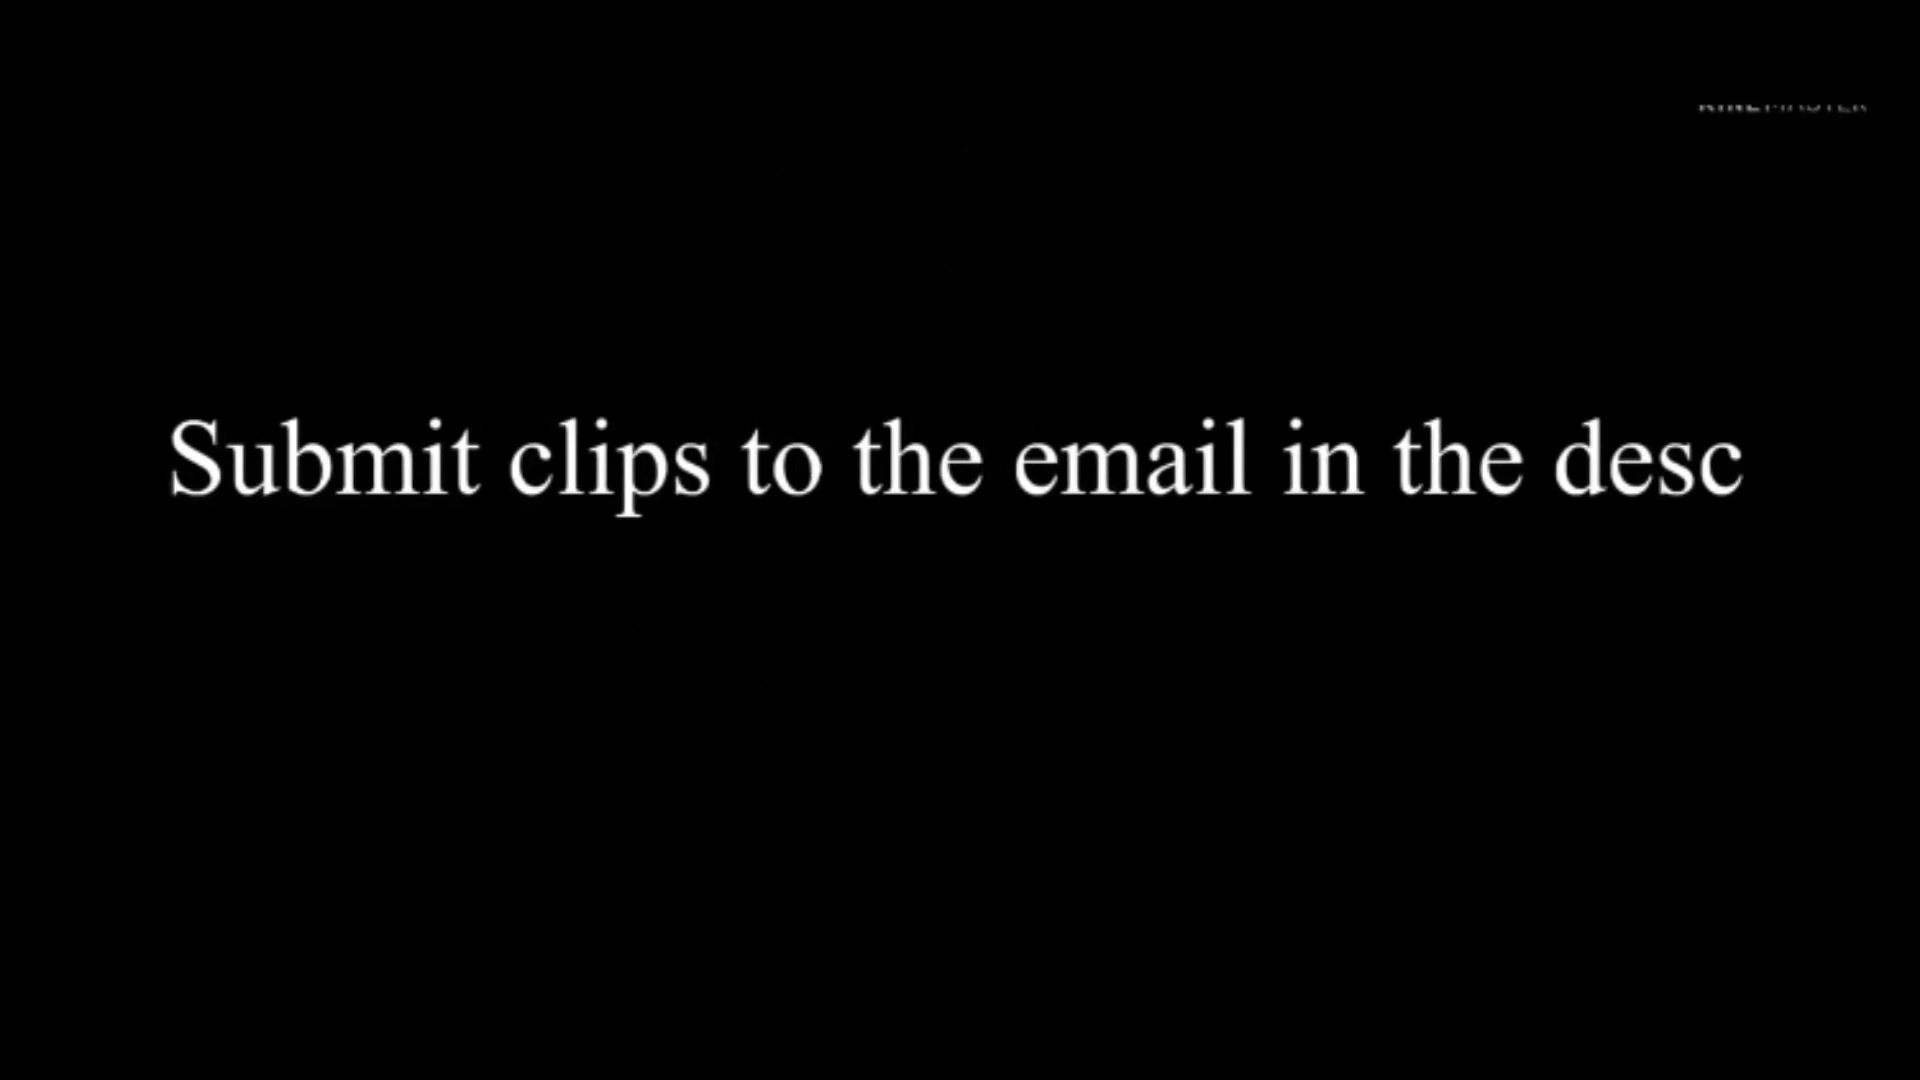 Submit clips to the email in the desc